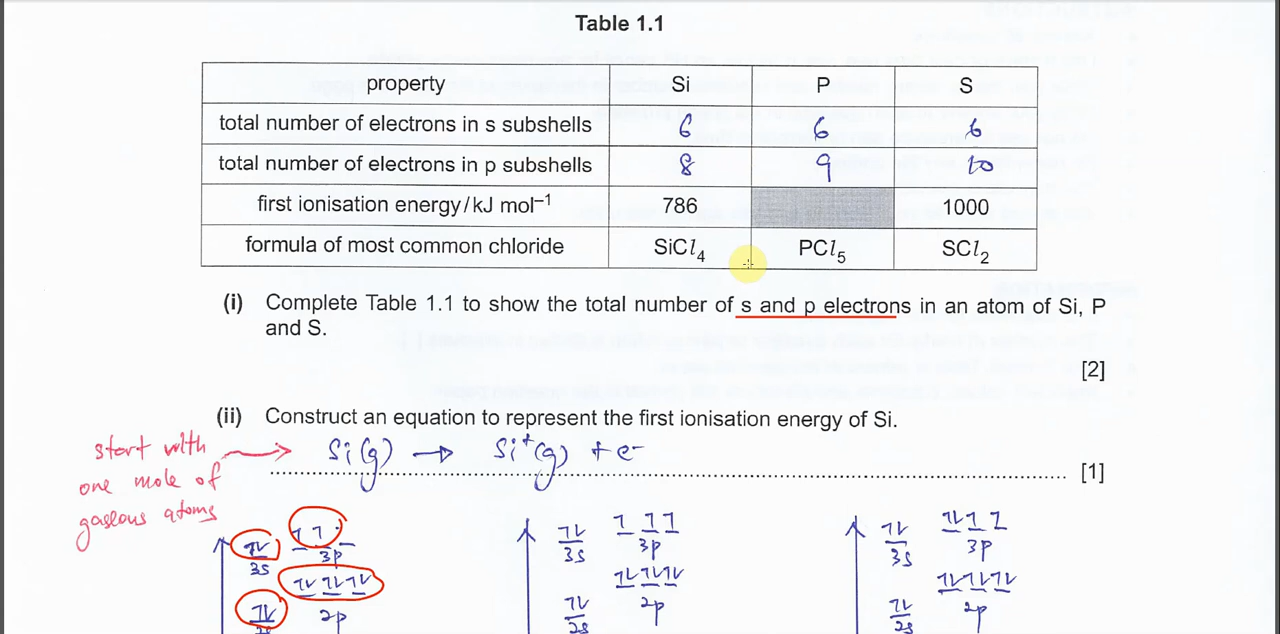 Table 1.1
property Si P S
total number of electrons in s subshells 6 6 6
total number of electrons in p subshells 8 9 10
first ionisation energy/kJ mol⁻¹ 786 1000
formula of most common chloride SiCl₄ PCl₅ SCl₂
(i) Complete Table 1.1 to show the total number of s and p electrons in an atom of Si, P
and S.
[2]
(ii) Construct an equation to represent the first ionisation energy of Si.
start with
one mole of
gaseous atoms
Si(g) → Si⁺(g) + e⁻
[1]
3s 3p 3s 3p 3s 3p
2p 2p 2p
2s 2s 2s